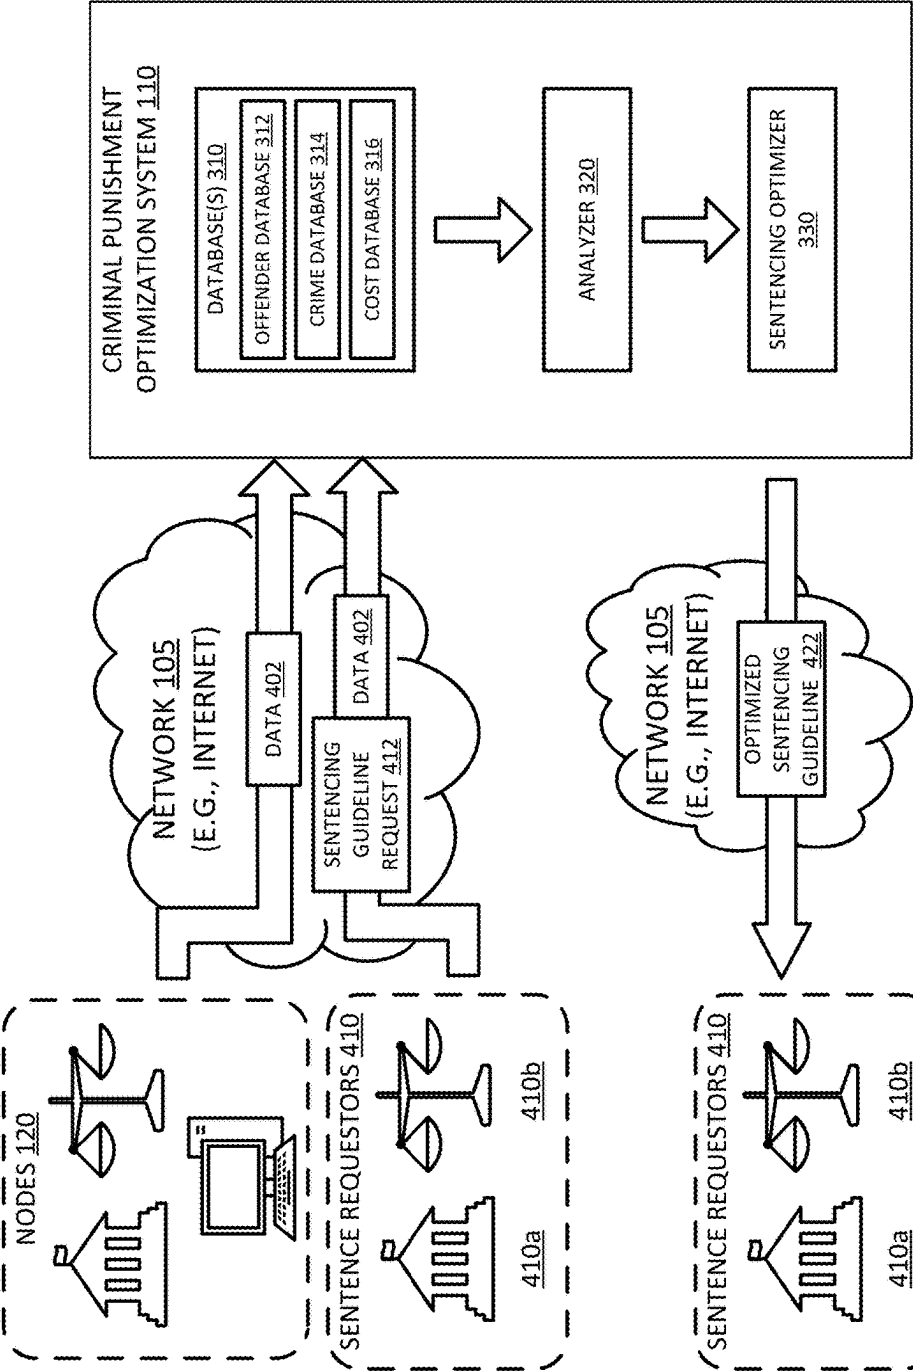 NODES 120
SENTENCE REQUESTORS 410
410a
410b
NETWORK 105
(E.G., INTERNET)
DATA 402
SENTENCING
GUIDELINE
REQUEST 412
DATA 402
CRIMINAL PUNISHMENT
OPTIMIZATION SYSTEM 110
DATABASE(S) 310
OFFENDER DATABASE 312
CRIME DATABASE 314
COST DATABASE 316
ANALYZER 320
SENTENCING OPTIMIZER
330
SENTENCE REQUESTORS 410
410a
410b
NETWORK 105
(E.G., INTERNET)
OPTIMIZED
SENTENCING
GUIDELINE 422